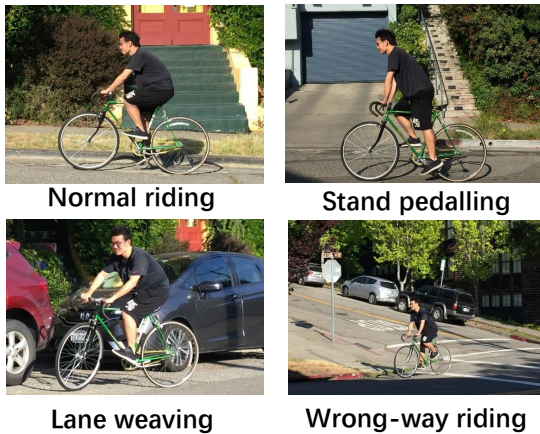 Normal riding
Stand pedalling
Lane weaving
Wrong-way riding